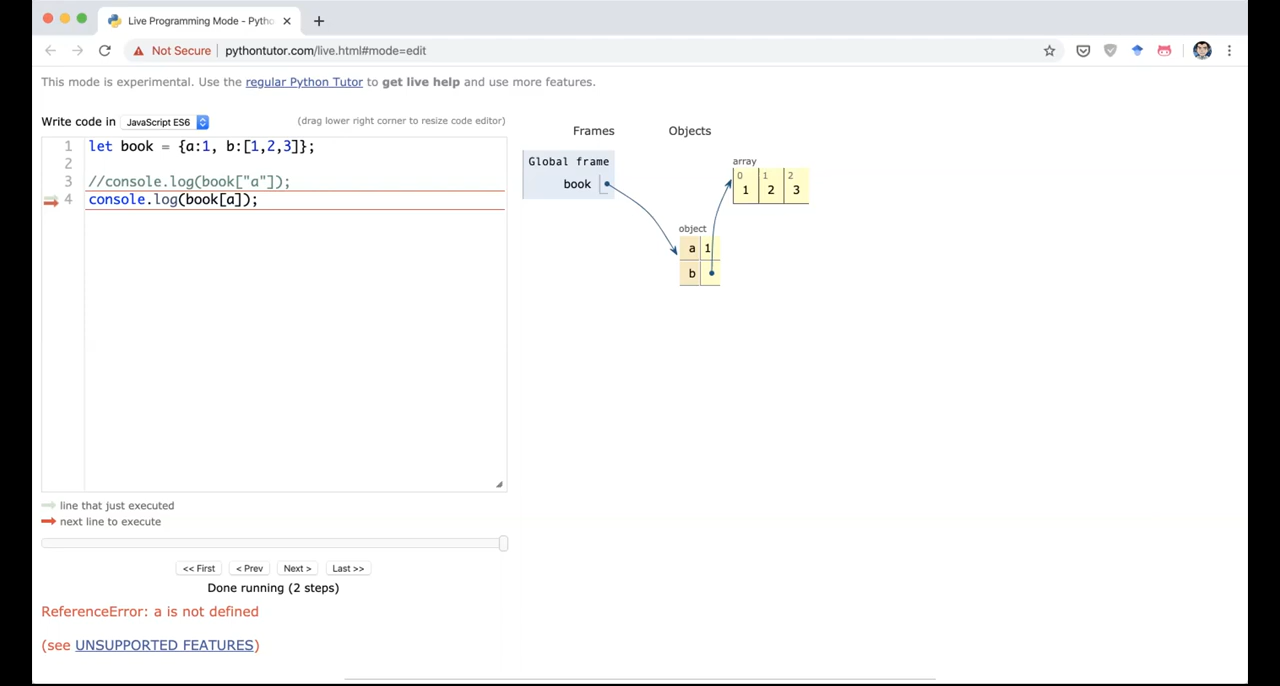 Live Programming Mode - Pytho
Not Secure | pythontutor.com/live.html#mode=edit
This mode is experimental. Use the regular Python Tutor to get live help and use more features.
Write code in JavaScript ES6 (drag lower right corner to resize code editor)
1 let book = {a:1, b:[1,2,3]};
2
3 //console.log(book["a"]);
4 console.log(book[a]);
Frames Objects
Global frame
book
array
0 1 2
1 2 3
object
a 1
b
line that just executed
next line to execute
<< First < Prev Next > Last >>
Done running (2 steps)
ReferenceError: a is not defined
(see UNSUPPORTED FEATURES)